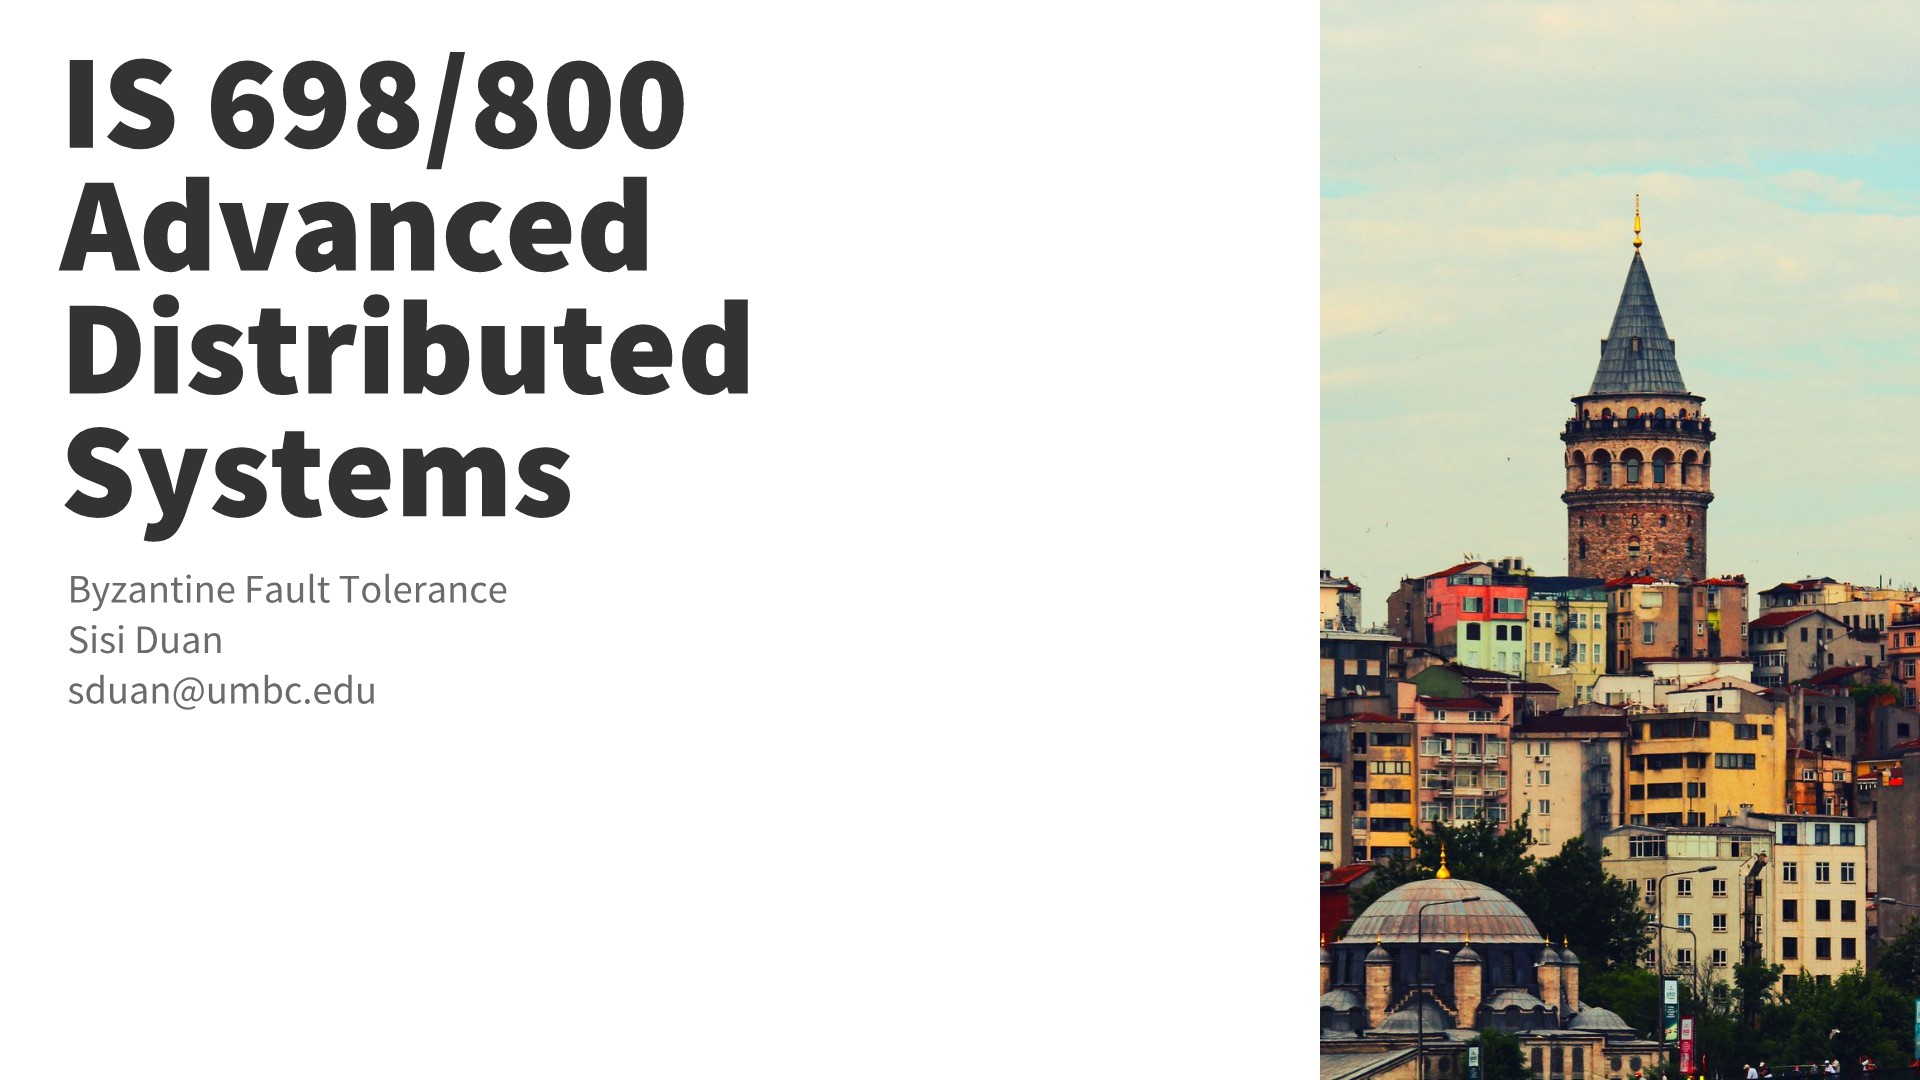 IS 698/800
Advanced
Distributed
Systems
Byzantine Fault Tolerance
Sisi Duan
sduan@umbc.edu